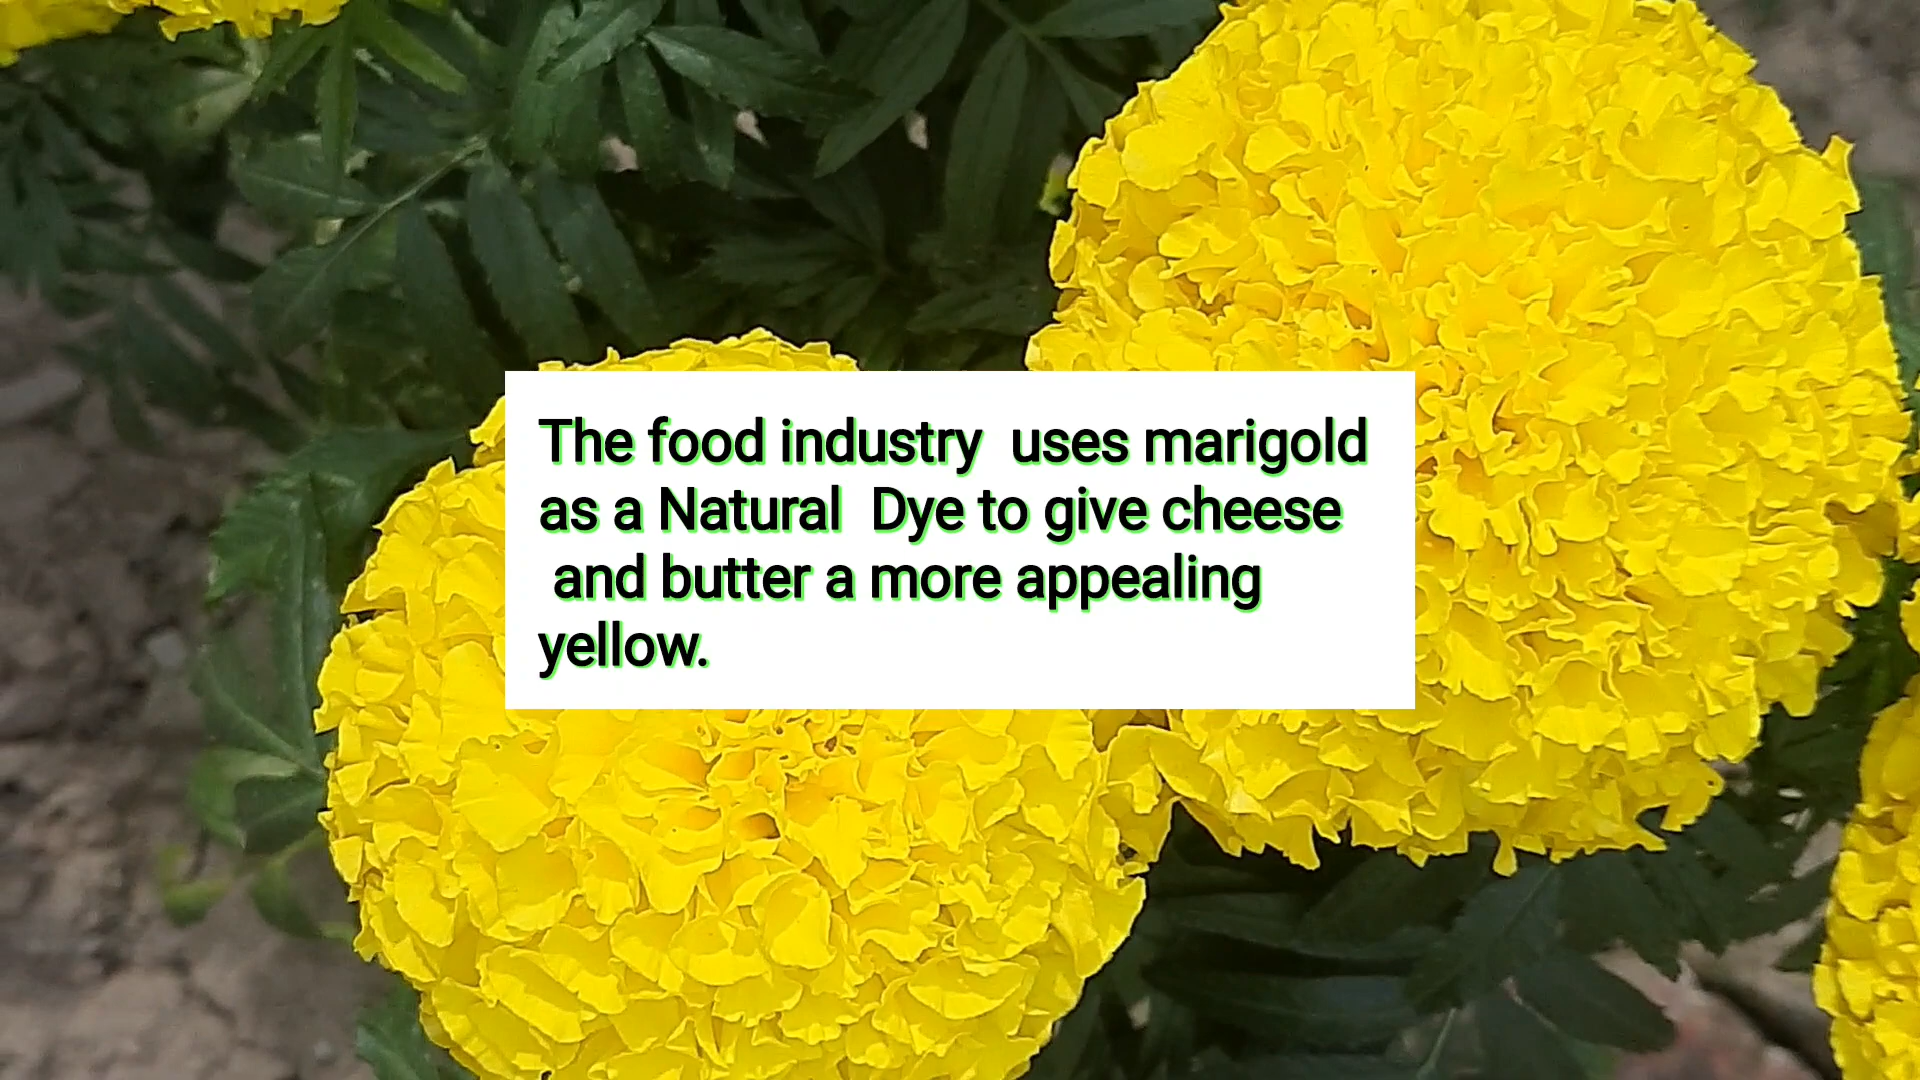 The food industry  uses marigold
as a Natural  Dye to give cheese
 and butter a more appealing
yellow.